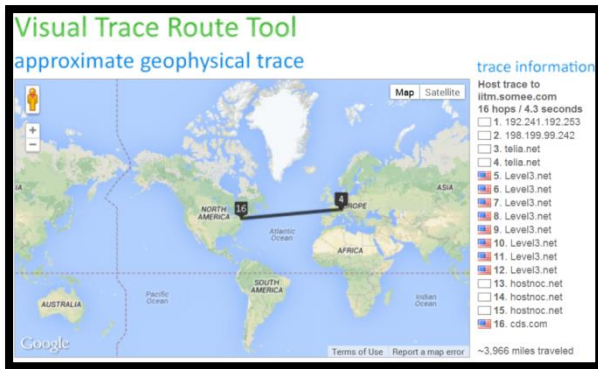 Visual Trace Route Tool
approximate geophysical trace
Map Satellite
+
−
IA
NORTH AMERICA
16
4
ROPE
ASIA
Atlantic Ocean
AFRICA
Pacific Ocean
SOUTH AMERICA
Indian Ocean
AUSTRALIA
Google
Terms of Use Report a map error
trace information
Host trace to
iitm.somee.com
16 hops / 4.3 seconds
1. 192.241.192.253
2. 198.199.99.242
3. telia.net
4. telia.net
5. Level3.net
6. Level3.net
7. Level3.net
8. Level3.net
9. Level3.net
10. Level3.net
11. Level3.net
12. Level3.net
13. hostnoc.net
14. hostnoc.net
15. hostnoc.net
16. cds.com
~3,966 miles traveled